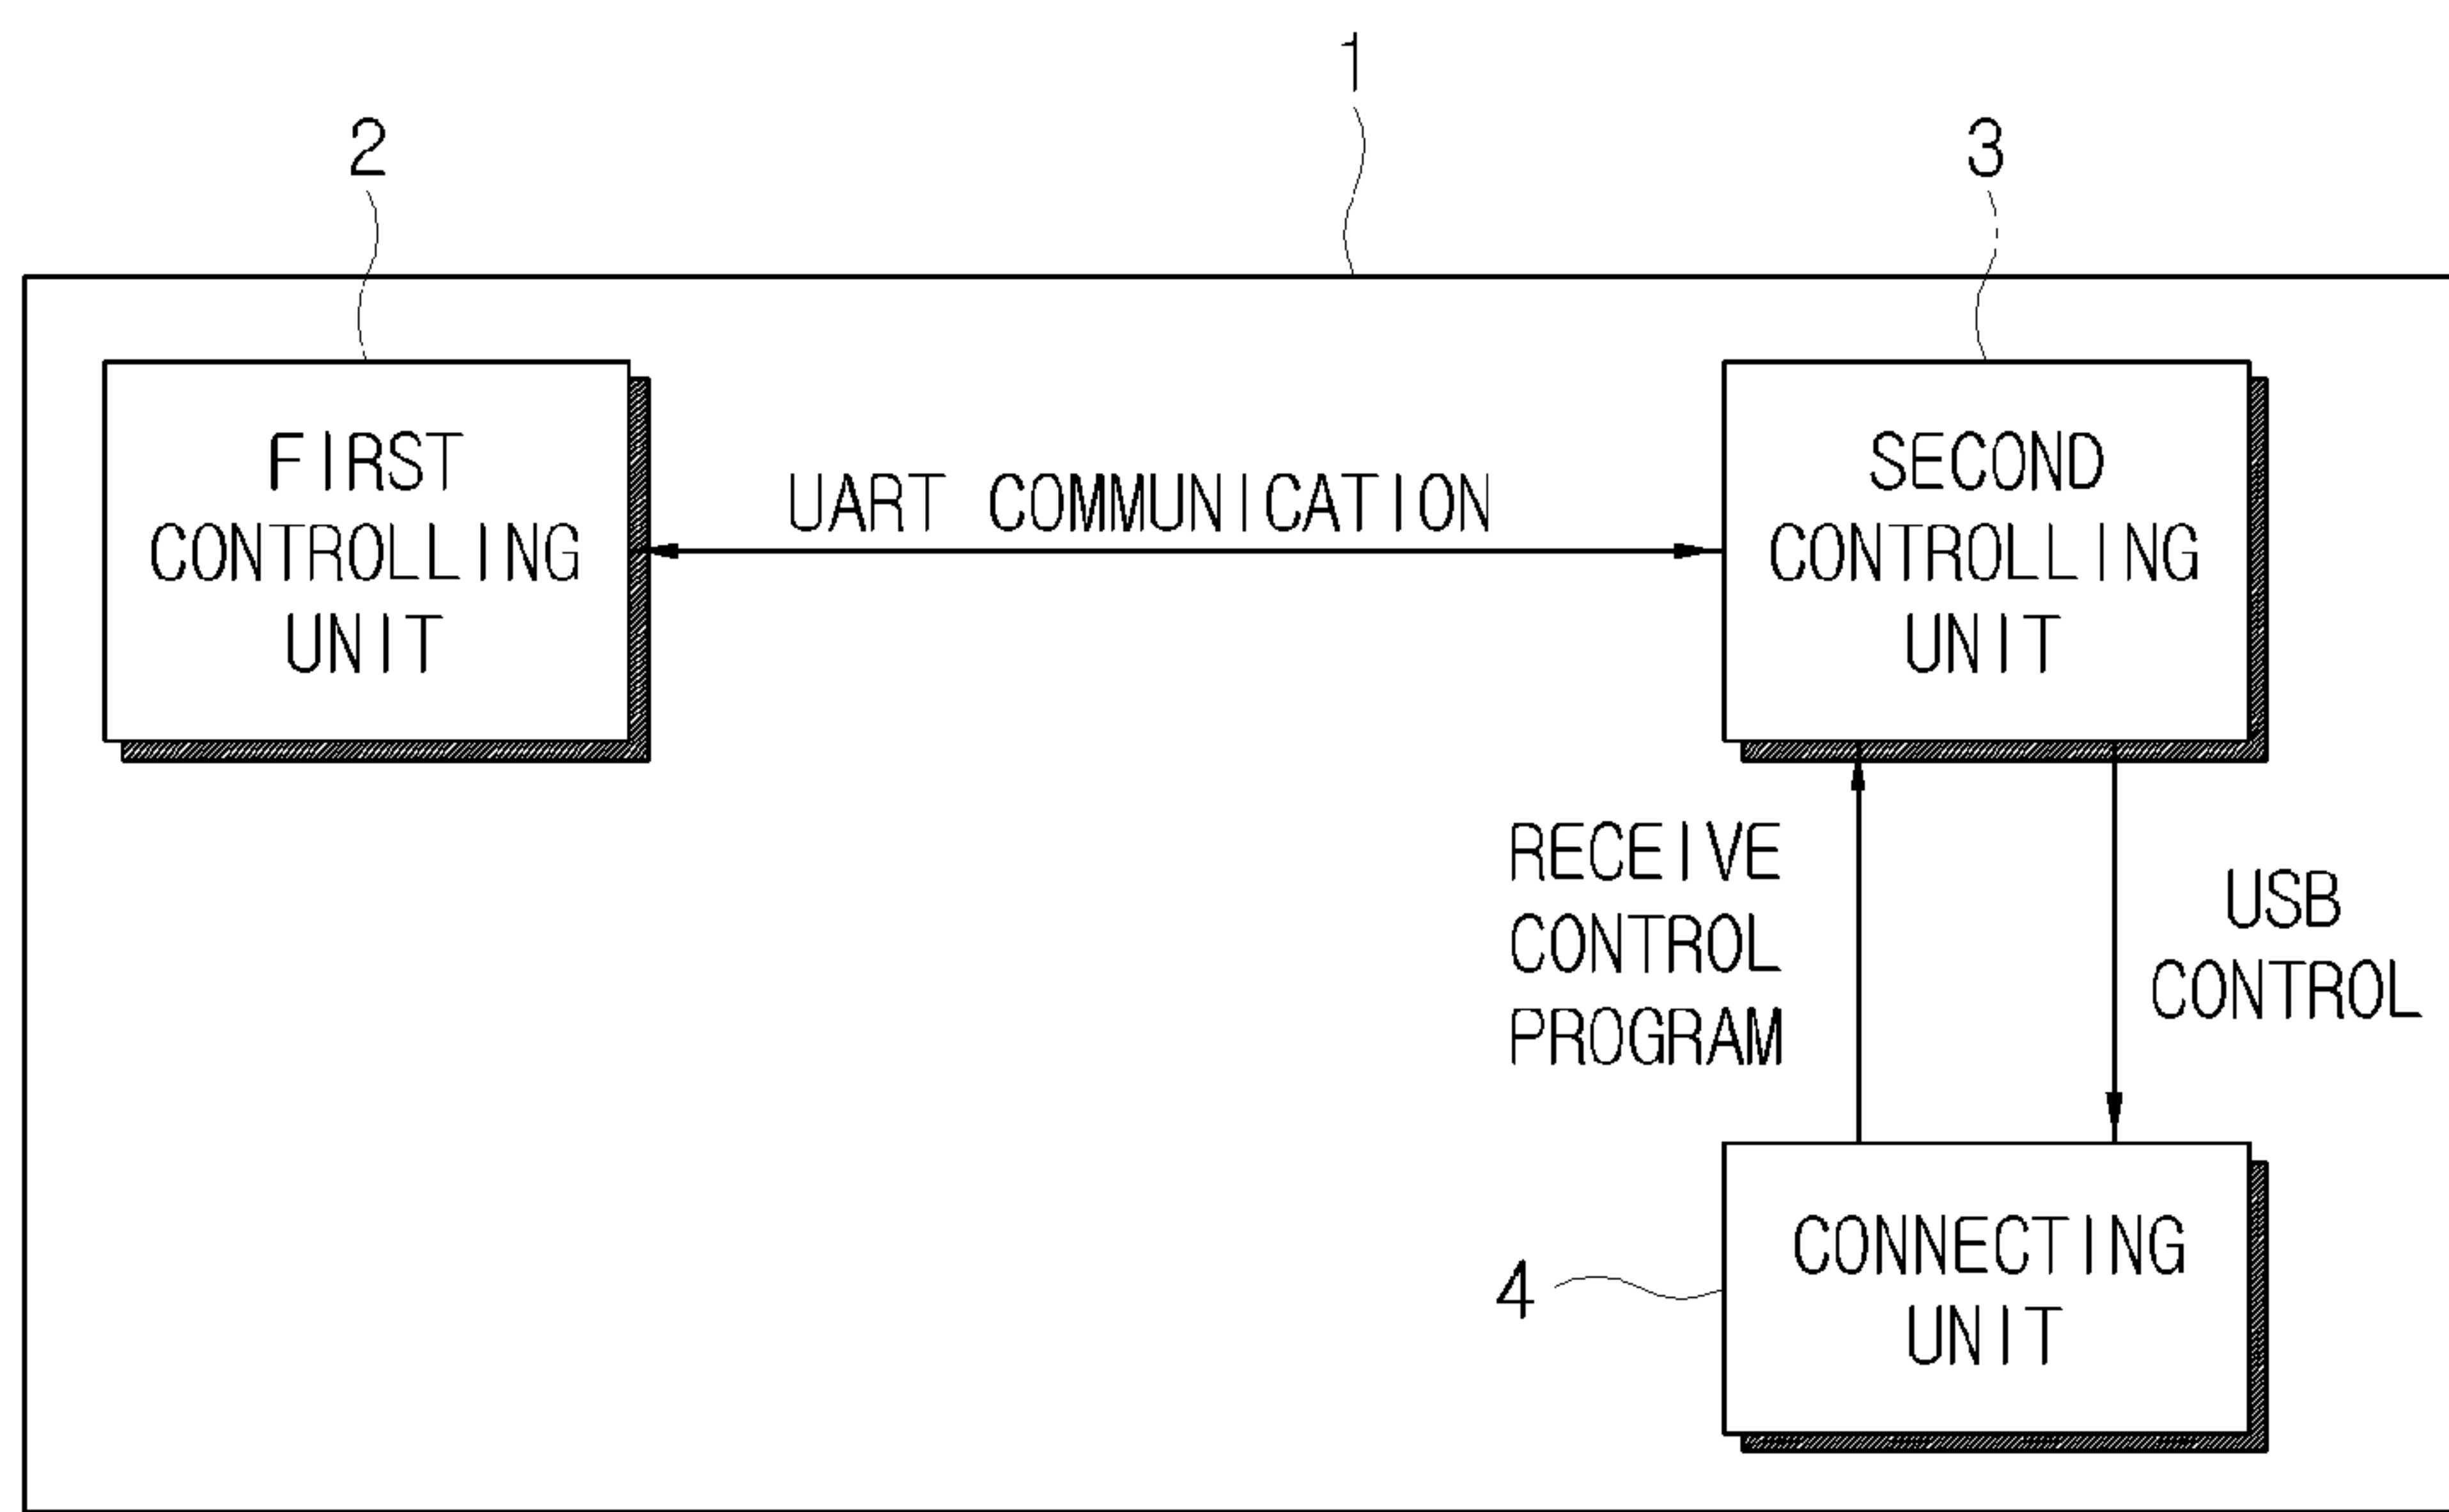 1
2
3
FIRST
CONTROLLING
UNIT
UART COMMUNICATION
SECOND
CONTROLLING
UNIT
RECEIVE
CONTROL
PROGRAM
USB
CONTROL
4
CONNECTING
UNIT